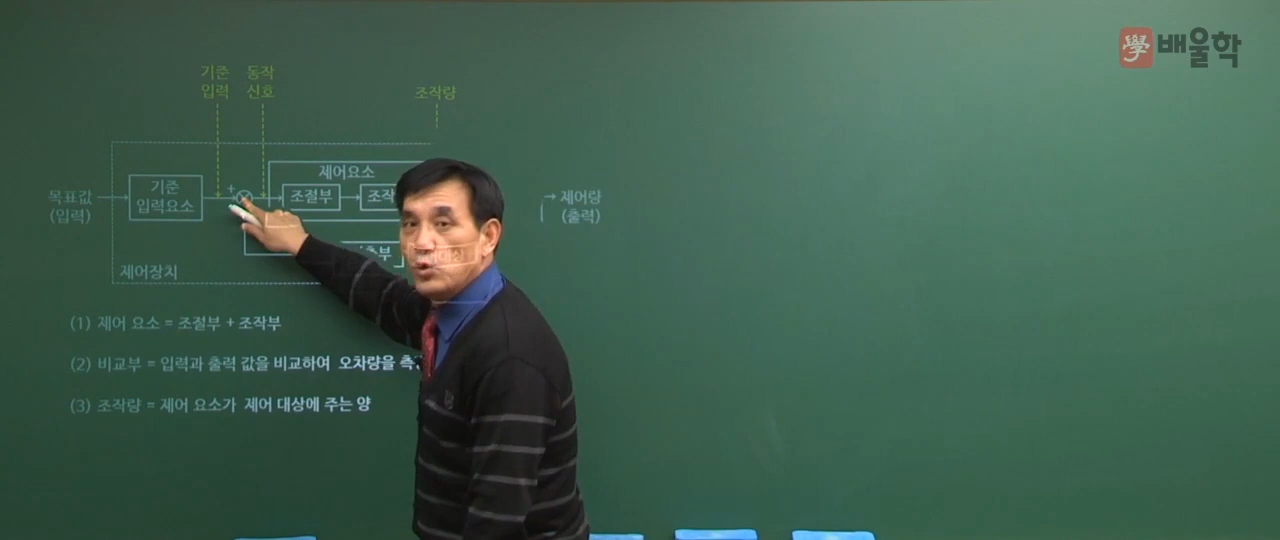 學 배울학
기준
입력
동작
신호
조작량
제어요소
목표값
(입력)
기준
입력요소
+
조절부
조작
제어량
(출력)
부
제어장치
(1) 제어 요소 = 조절부 + 조작부
(2) 비교부 = 입력과 출력 값을 비교하여 오차량을 측
(3) 조작량 = 제어 요소가 제어 대상에 주는 양